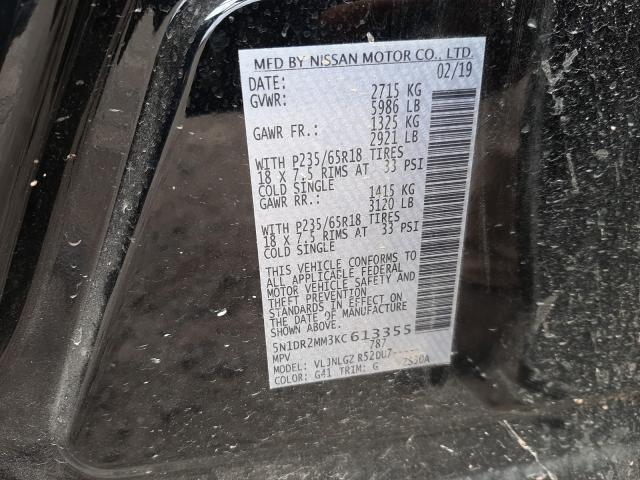 MFD BY NISSAN MOTOR CO., LTD.
DATE: 02/19
GVWR: 2715 KG
5986 LB
GAWR FR.: 1325 KG
2921 LB
WITH P235/65R18 TIRES
18 X 7.5 RIMS AT 33 PSI
COLD SINGLE
GAWR RR.: 1415 KG
3120 LB
WITH P235/65R18 TIRES
18 X 7.5 RIMS AT 33 PSI
COLD SINGLE
THIS VEHICLE CONFORMS TO
ALL APPLICABLE FEDERAL
MOTOR VEHICLE SAFETY AND
THEFT PREVENTION
STANDARDS IN EFFECT ON
THE DATE OF MANUFACTURE
SHOWN ABOVE.
5N1DR2MM3KC613355
MPV 787
MODEL: VL3NLGZ R52DU7
COLOR: G41 TRIM: G